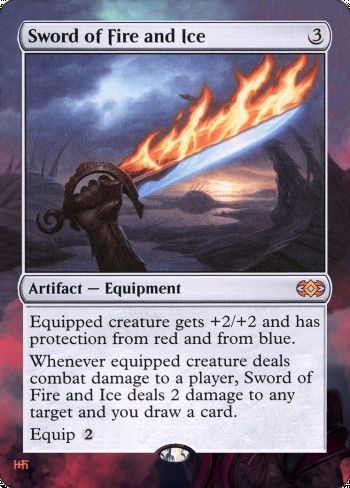 Sword of Fire and Ice 3
Artifact — Equipment
Equipped creature gets +2/+2 and has
protection from red and from blue.
Whenever equipped creature deals
combat damage to a player, Sword of
Fire and Ice deals 2 damage to any
target and you draw a card.
Equip 2